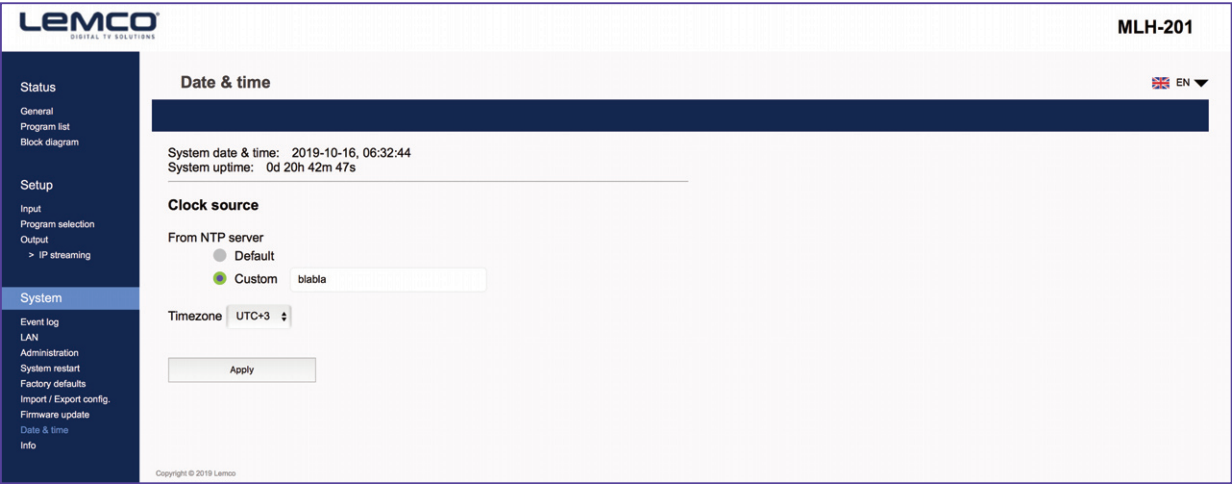 LEMCO
DIGITAL TV SOLUTIONS
MLH-201
Status
General
Program list
Block diagram
Setup
Input
Program selection
Output
> IP streaming
System
Event log
LAN
Administration
System restart
Factory defaults
Import / Export config.
Firmware update
Date & time
Info
Date & time
EN
System date & time: 2019-10-16, 06:32:44
System uptime: 0d 20h 42m 47s
Clock source
From NTP server
Default
Custom blabla
Timezone UTC+3
Apply
Copyright © 2019 Lemco